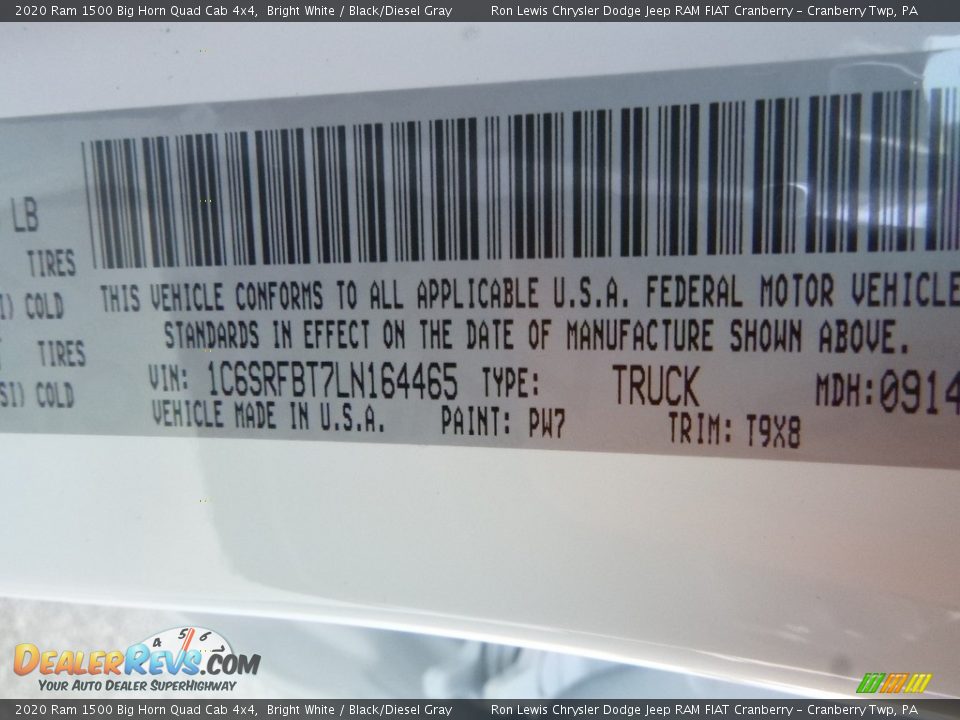 2020 Ram 1500 Big Horn Quad Cab 4x4, Bright White / Black/Diesel Gray Ron Lewis Chrysler Dodge Jeep RAM FIAT Cranberry - Cranberry Twp, PA
LB
TIRES
I) COLD
TIRES
SI) COLD
THIS VEHICLE CONFORMS TO ALL APPLICABLE U.S.A. FEDERAL MOTOR VEHICLE
STANDARDS IN EFFECT ON THE DATE OF MANUFACTURE SHOWN ABOVE.
VIN: 1C6SRFBT7LN164465 TYPE: TRUCK MDH:0914
VEHICLE MADE IN U.S.A. PAINT: PW7 TRIM: T9X8
4 5 6
DEALERREVS.COM
YOUR AUTO DEALER SUPERHIGHWAY
2020 Ram 1500 Big Horn Quad Cab 4x4, Bright White / Black/Diesel Gray Ron Lewis Chrysler Dodge Jeep RAM FIAT Cranberry - Cranberry Twp, PA